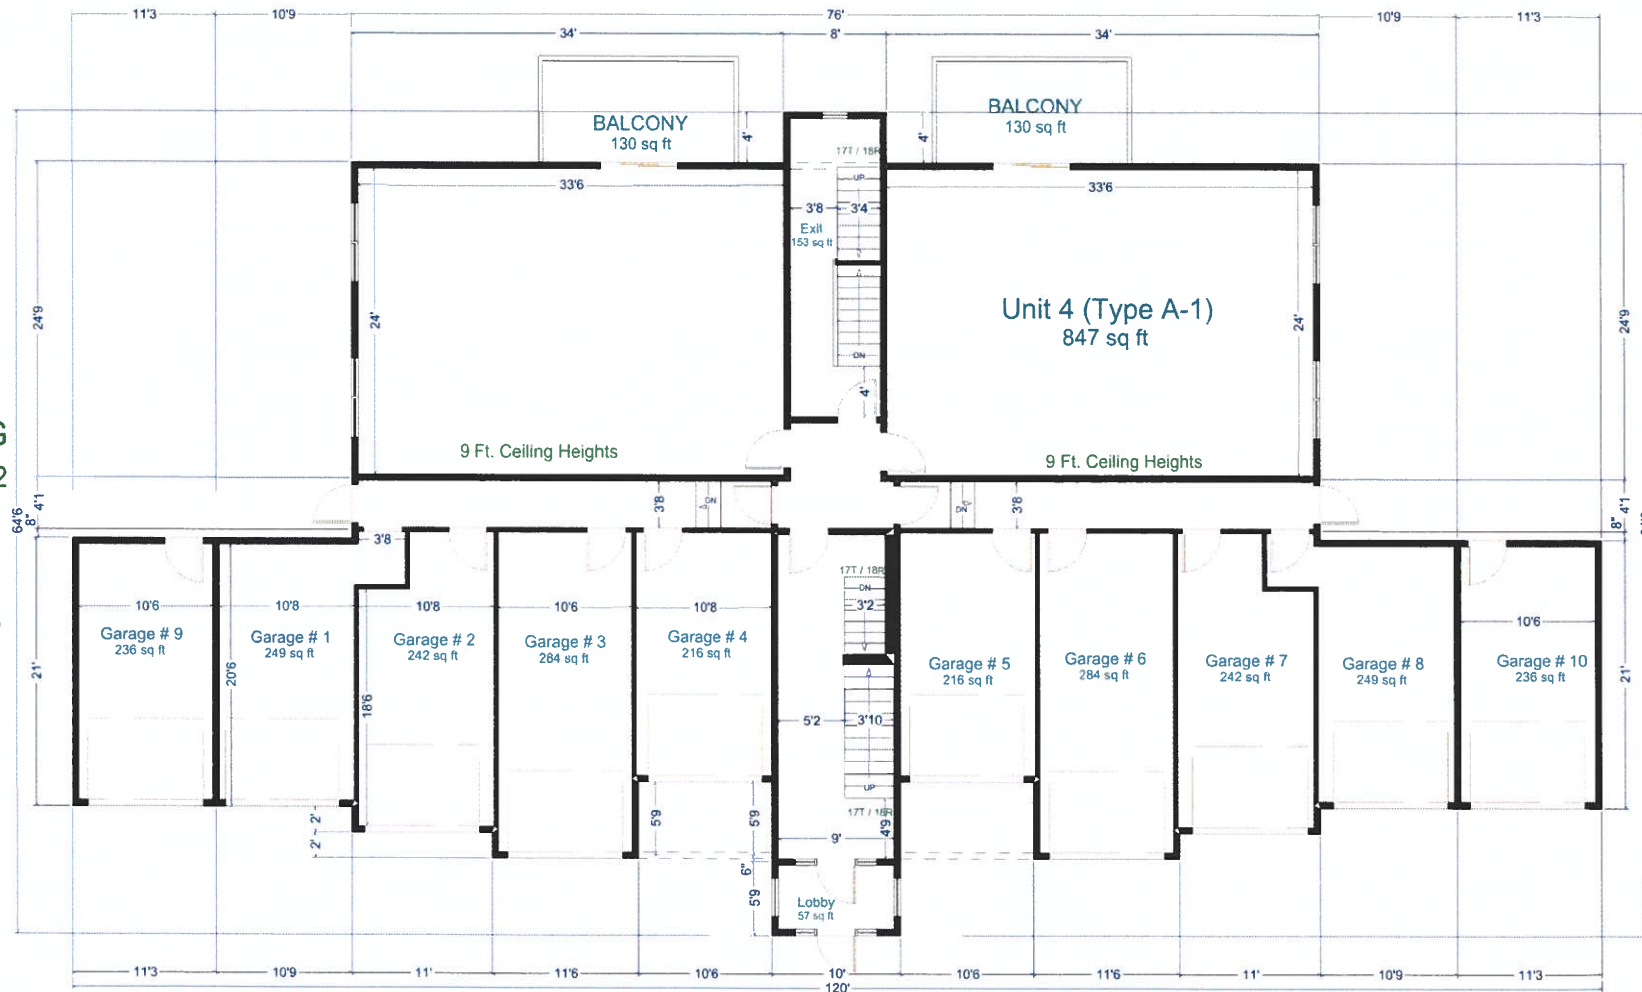 11'3
10'9
76'
10'9
11'3
34'
8'
34'
BALCONY
130 sq ft
BALCONY
130 sq ft
4'
4'
17T / 18R
UP
33'6
33'6
3'8
3'4
Exit
153 sq ft
24'9
24'
Unit 4 (Type A-1)
847 sq ft
24'
24'9
DN
4'
9 Ft. Ceiling Heights
9 Ft. Ceiling Heights
64'6
8" 4'1
3'8
DN
DN
3'8
8" 4'1
3'8
17T / 18R
DN
3'2
10'6
10'8
10'8
10'6
10'8
10'6
Garage # 9
236 sq ft
Garage # 1
249 sq ft
Garage # 2
242 sq ft
Garage # 3
284 sq ft
Garage # 4
216 sq ft
Garage # 5
216 sq ft
Garage # 6
284 sq ft
Garage # 7
242 sq ft
Garage # 8
249 sq ft
Garage # 10
236 sq ft
21'
20'6
18'6
21'
5'2
3'10
UP
17T / 18R
2'
2'
5'9
5'9
4'6
9'
6"
5'9
Lobby
57 sq ft
11'3
10'9
11'
11'6
10'6
10'
10'6
11'6
11'
10'9
11'3
120'